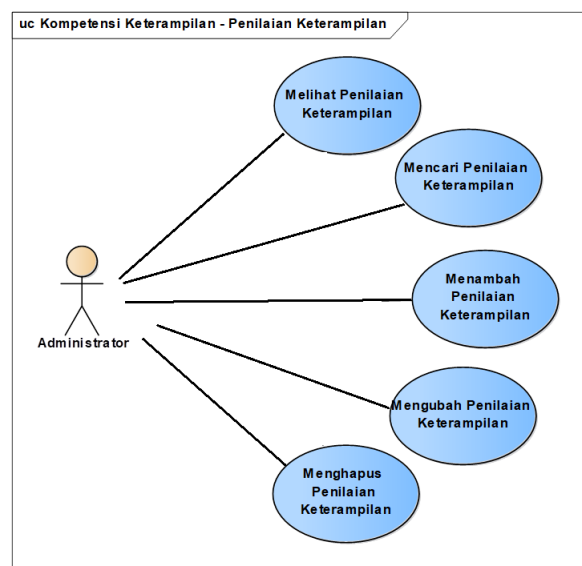 uc Kompetensi Keterampilan - Penilaian Keterampilan
Melihat Penilaian
Keterampilan
Mencari Penilaian
Keterampilan
Menambah
Penilaian
Keterampilan
Administrator
Mengubah Penilaian
Keterampilan
Menghapus
Penilaian
Keterampilan